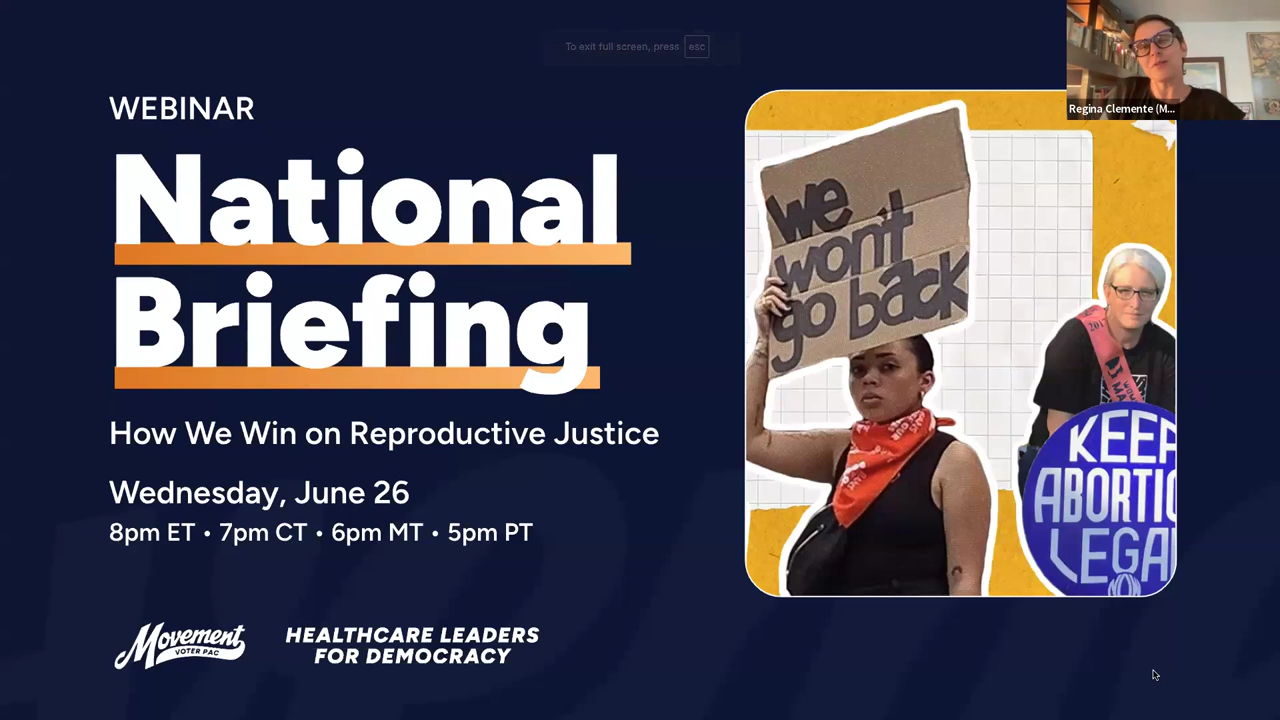 To exit full screen, press esc
Regina Clemente (M...
WEBINAR
National
Briefing
How We Win on Reproductive Justice
Wednesday, June 26
8pm ET • 7pm CT • 6pm MT • 5pm PT
Movement
VOTER PAC
HEALTHCARE LEADERS
FOR DEMOCRACY
we
won't
go back
201
KEEP
ABORTIC
LEGAL